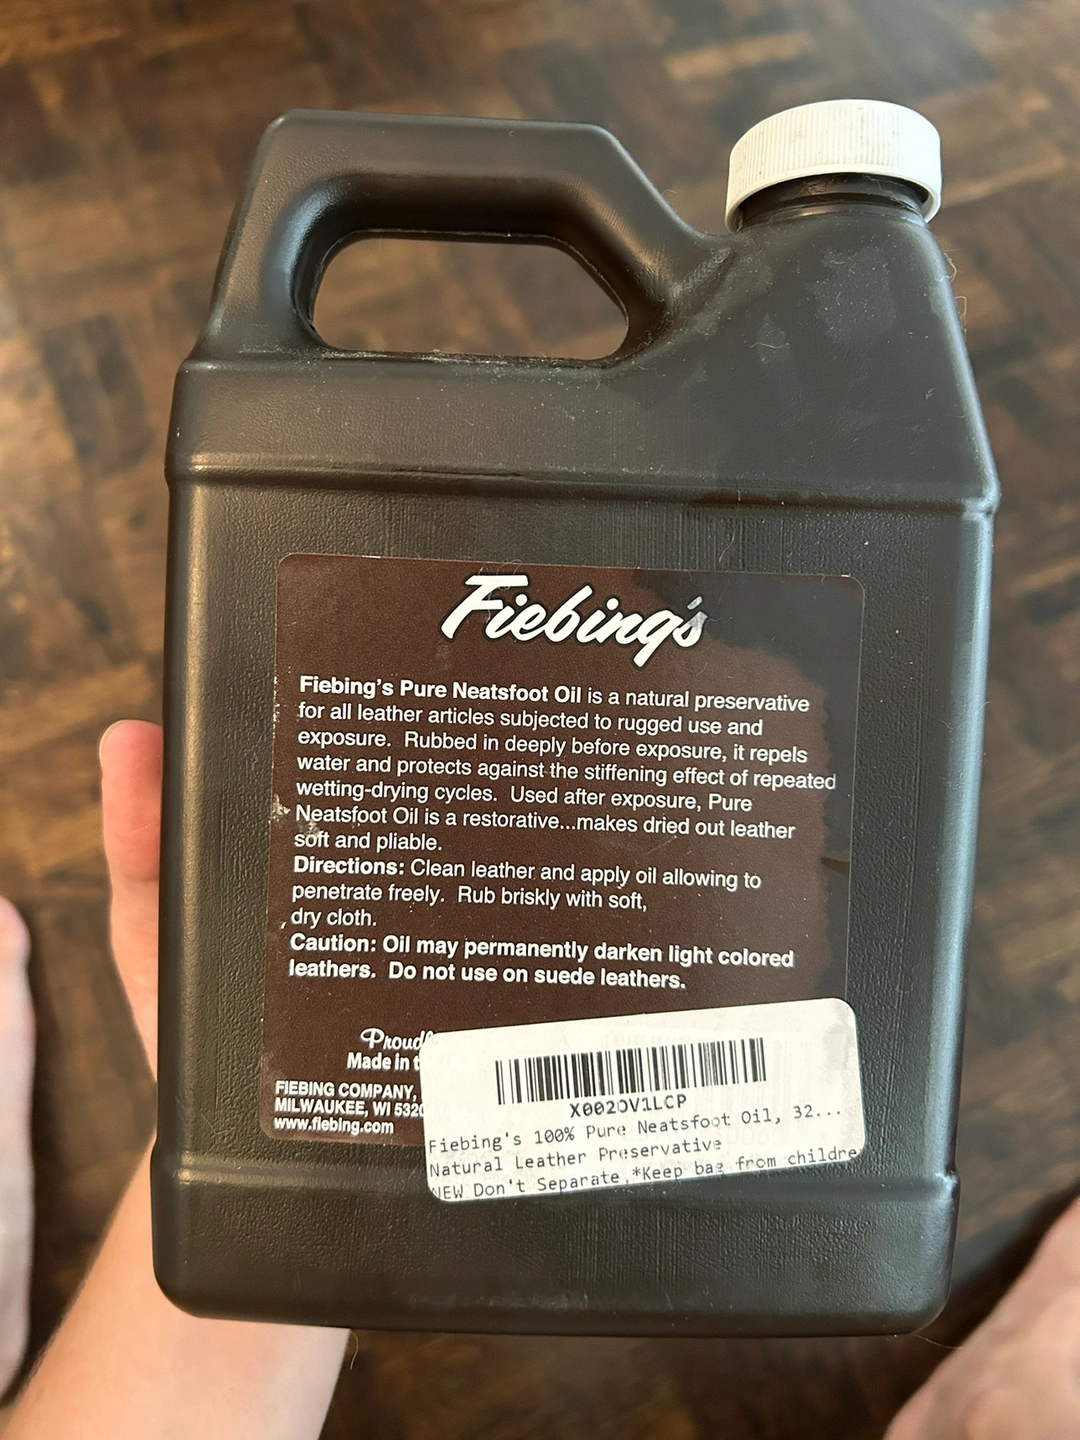 Fiebing's
Fiebing's Pure Neatsfoot Oil is a natural preservative
for all leather articles subjected to rugged use and
exposure. Rubbed in deeply before exposure, it repels
water and protects against the stiffening effect of repeated
wetting-drying cycles. Used after exposure, Pure
Neatsfoot Oil is a restorative...makes dried out leather
soft and pliable.
Directions: Clean leather and apply oil allowing to
penetrate freely. Rub briskly with soft,
dry cloth.
Caution: Oil may permanently darken light colored
leathers. Do not use on suede leathers.
Made in
FIEBING COMPANY,
MILWAUKEE, WI
www.fiebing.com
X002OV1LCP
Fiebing's 100% Pure Neatsfoot Oil, 32...
Natural Leather Preservative
NEW Don't Separate,*Keep bag from childre